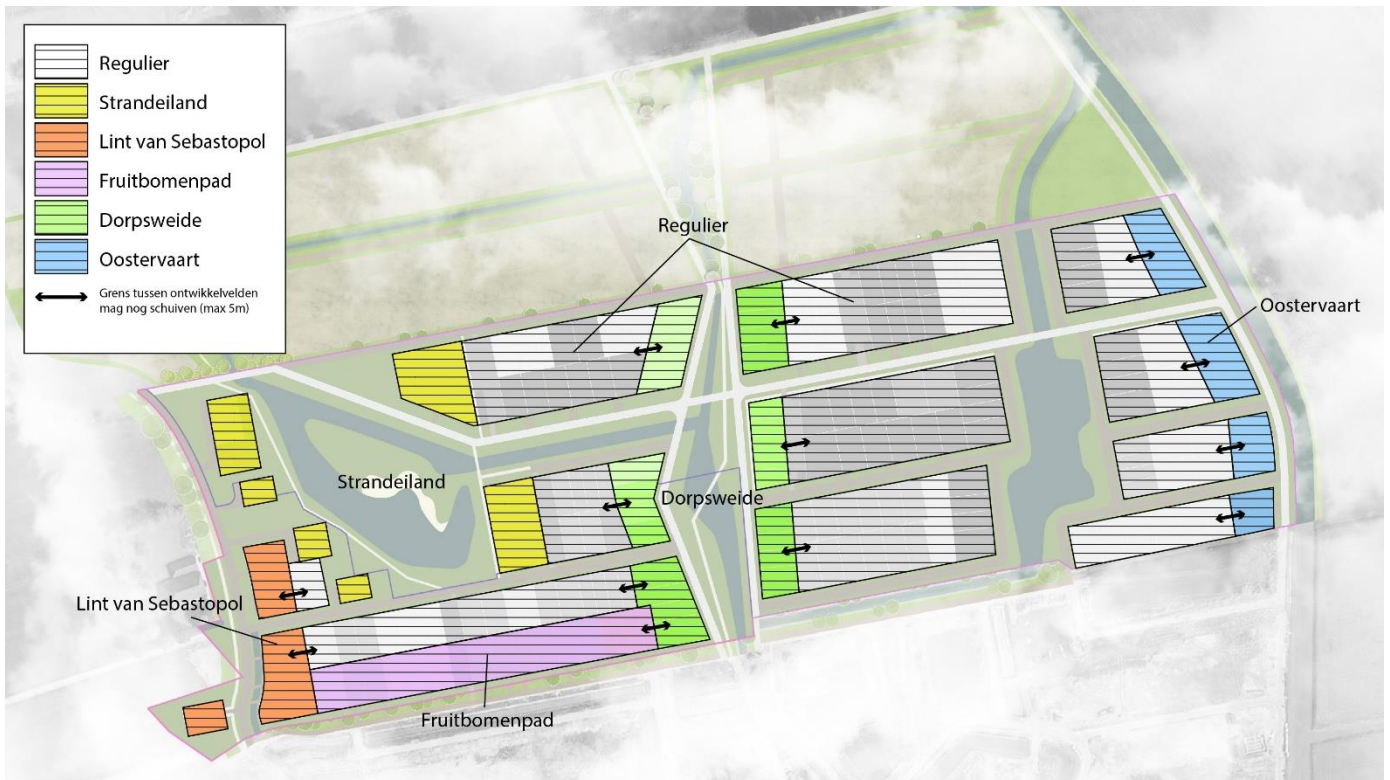 Regulier
Strandeiland
Lint van Sebastopol
Fruitbomenpad
Dorpsweide
Oostervaart
Grens tussen ontwikkelvelden
mag nog schuiven (max 5m)
Regulier
Oostervaart
Strandeiland
Dorpsweide
Lint van Sebastopol
Fruitbomenpad